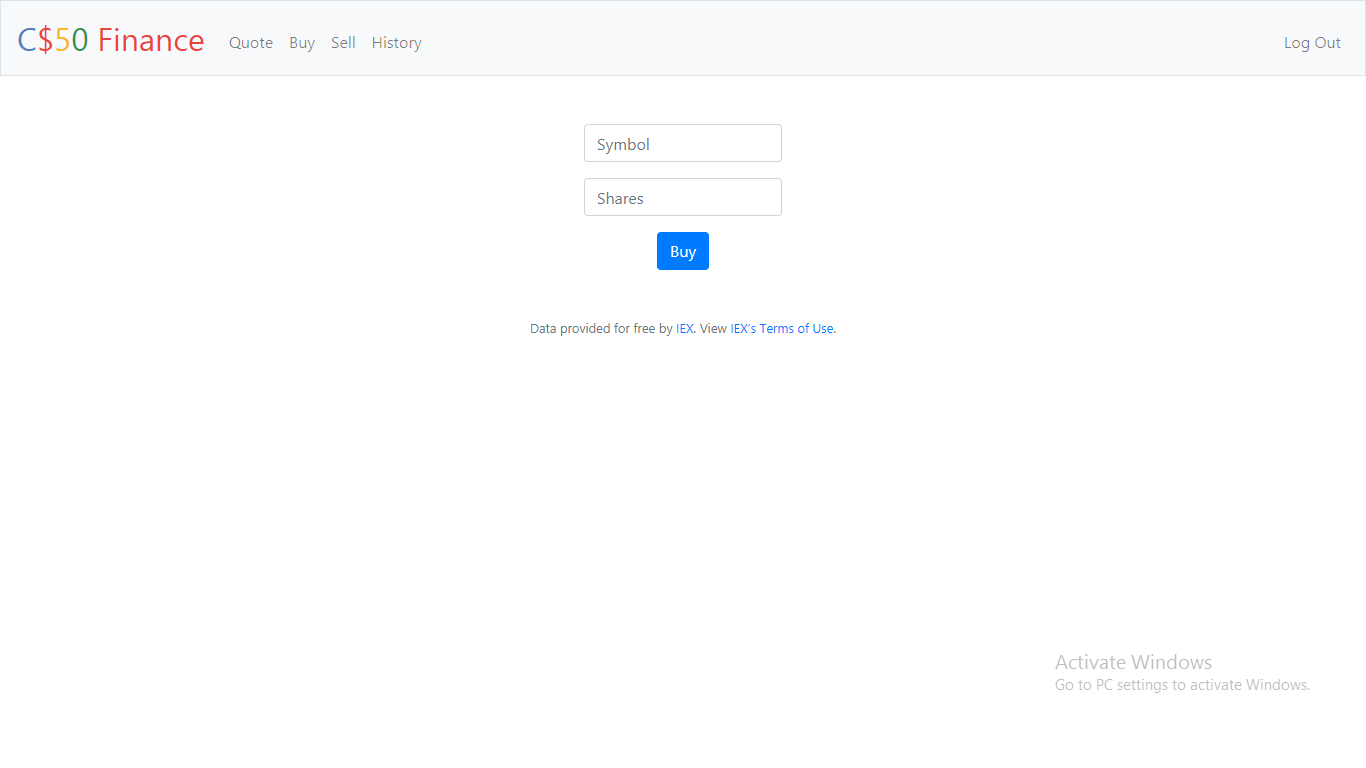 C$50 Finance Quote Buy Sell History Log Out
Symbol
Shares
Buy
Data provided for free by IEX. View IEX's Terms of Use.
Activate Windows
Go to PC settings to activate Windows.